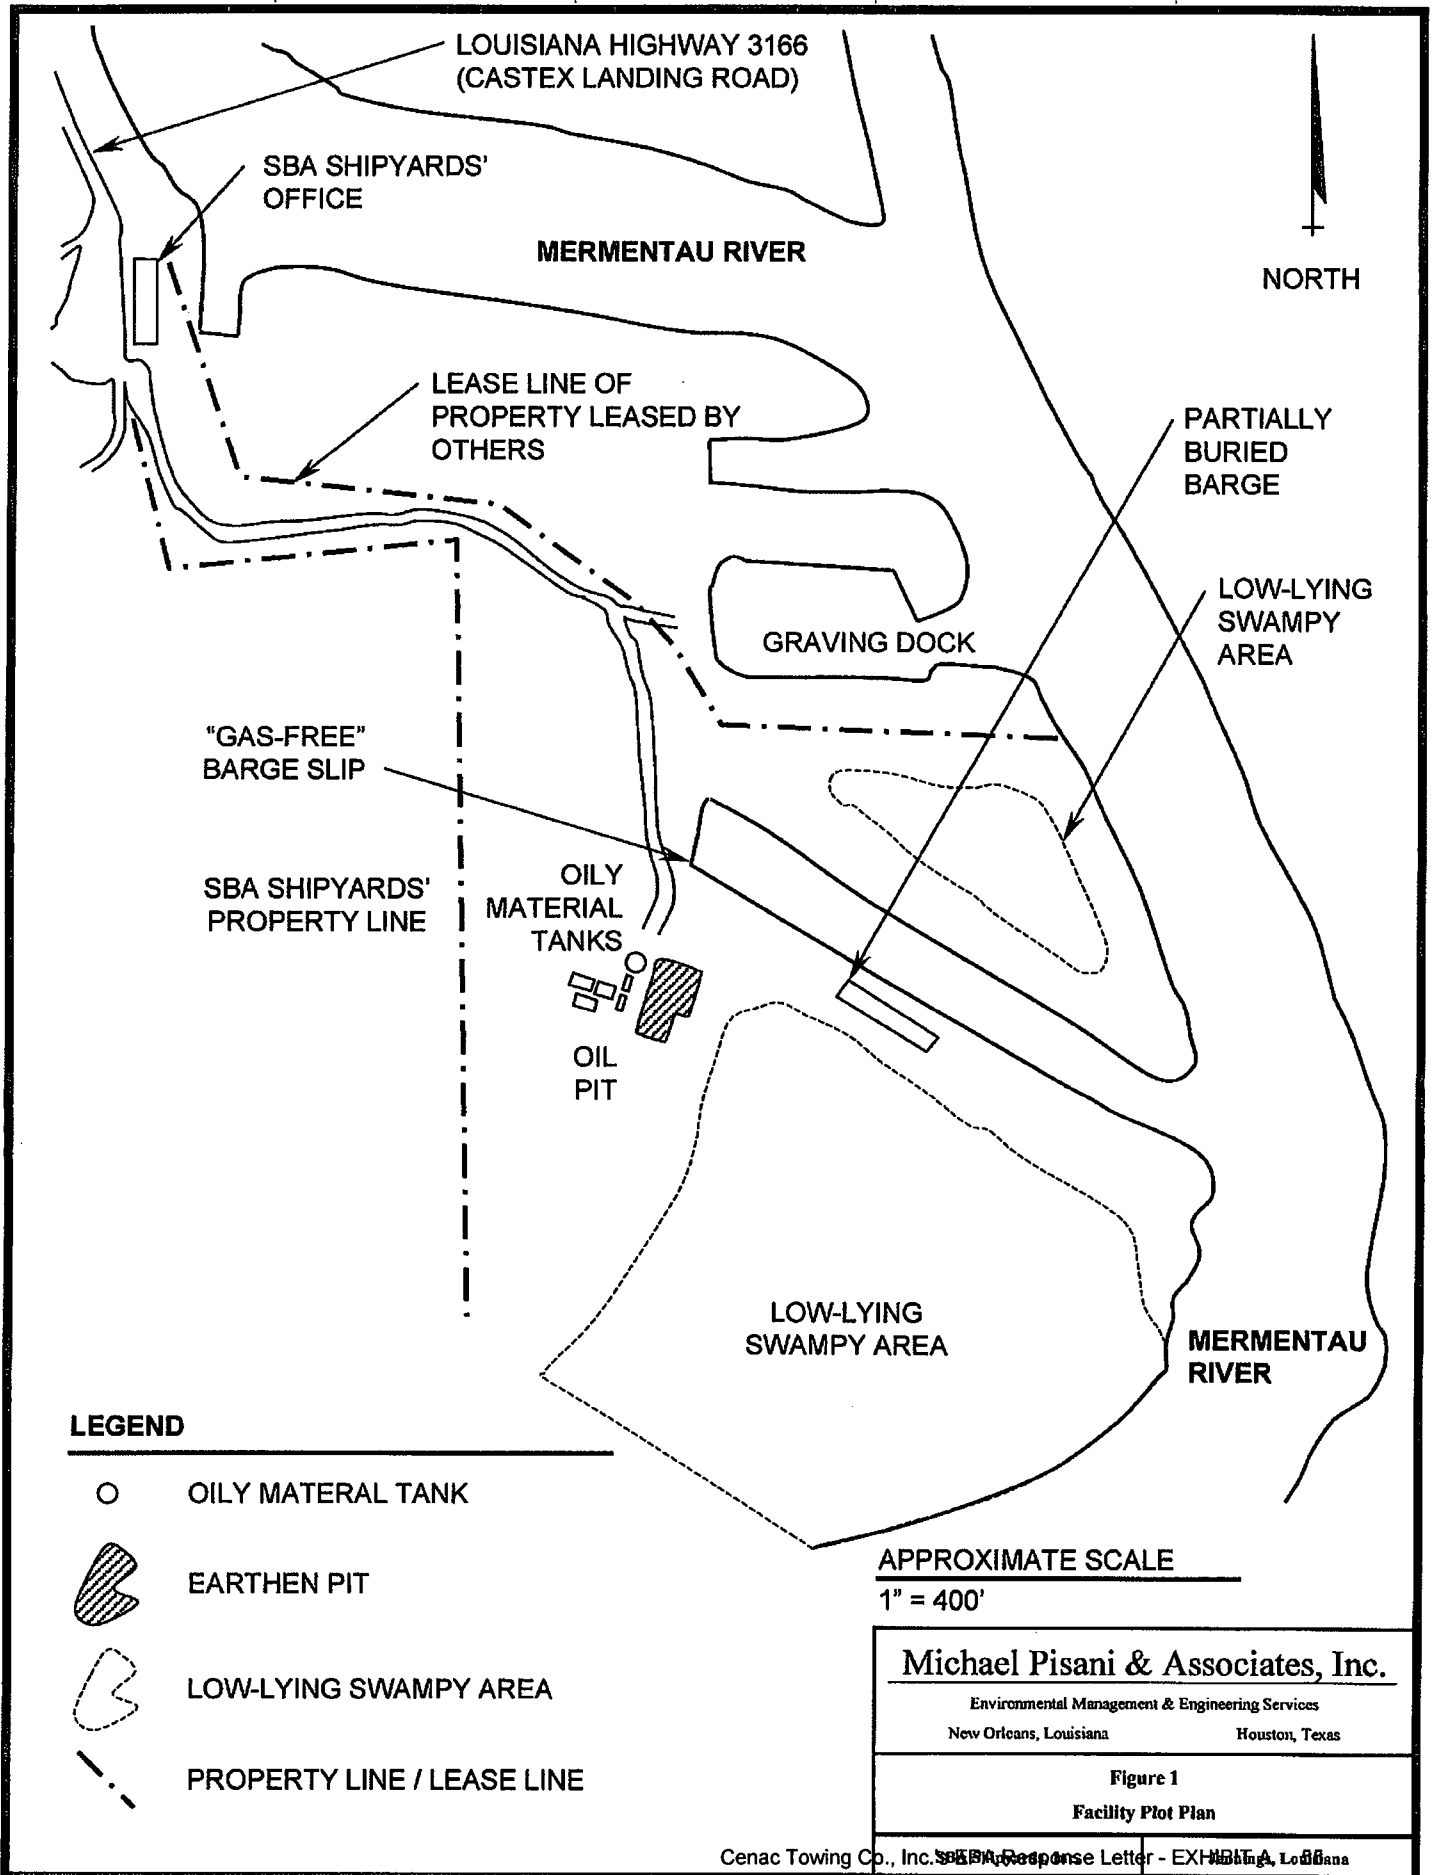 LOUISIANA HIGHWAY 3166
(CASTEX LANDING ROAD)
SBA SHIPYARDS'
OFFICE
MERMENTAU RIVER
NORTH
LEASE LINE OF
PROPERTY LEASED BY
OTHERS
PARTIALLY
BURIED
BARGE
LOW-LYING
SWAMPY
AREA
GRAVING DOCK
"GAS-FREE"
BARGE SLIP
SBA SHIPYARDS'
PROPERTY LINE
OILY
MATERIAL
TANKS
OIL
PIT
LOW-LYING
SWAMPY AREA
MERMENTAU
RIVER
LEGEND
OILY MATERAL TANK
EARTHEN PIT
LOW-LYING SWAMPY AREA
PROPERTY LINE / LEASE LINE
APPROXIMATE SCALE
1" = 400'
Michael Pisani & Associates, Inc.
Environmental Management & Engineering Services
New Orleans, Louisiana Houston, Texas
Figure 1
Facility Plot Plan
Cenac Towing Co., Inc.'s EPA Response Letter - EXHIBIT A